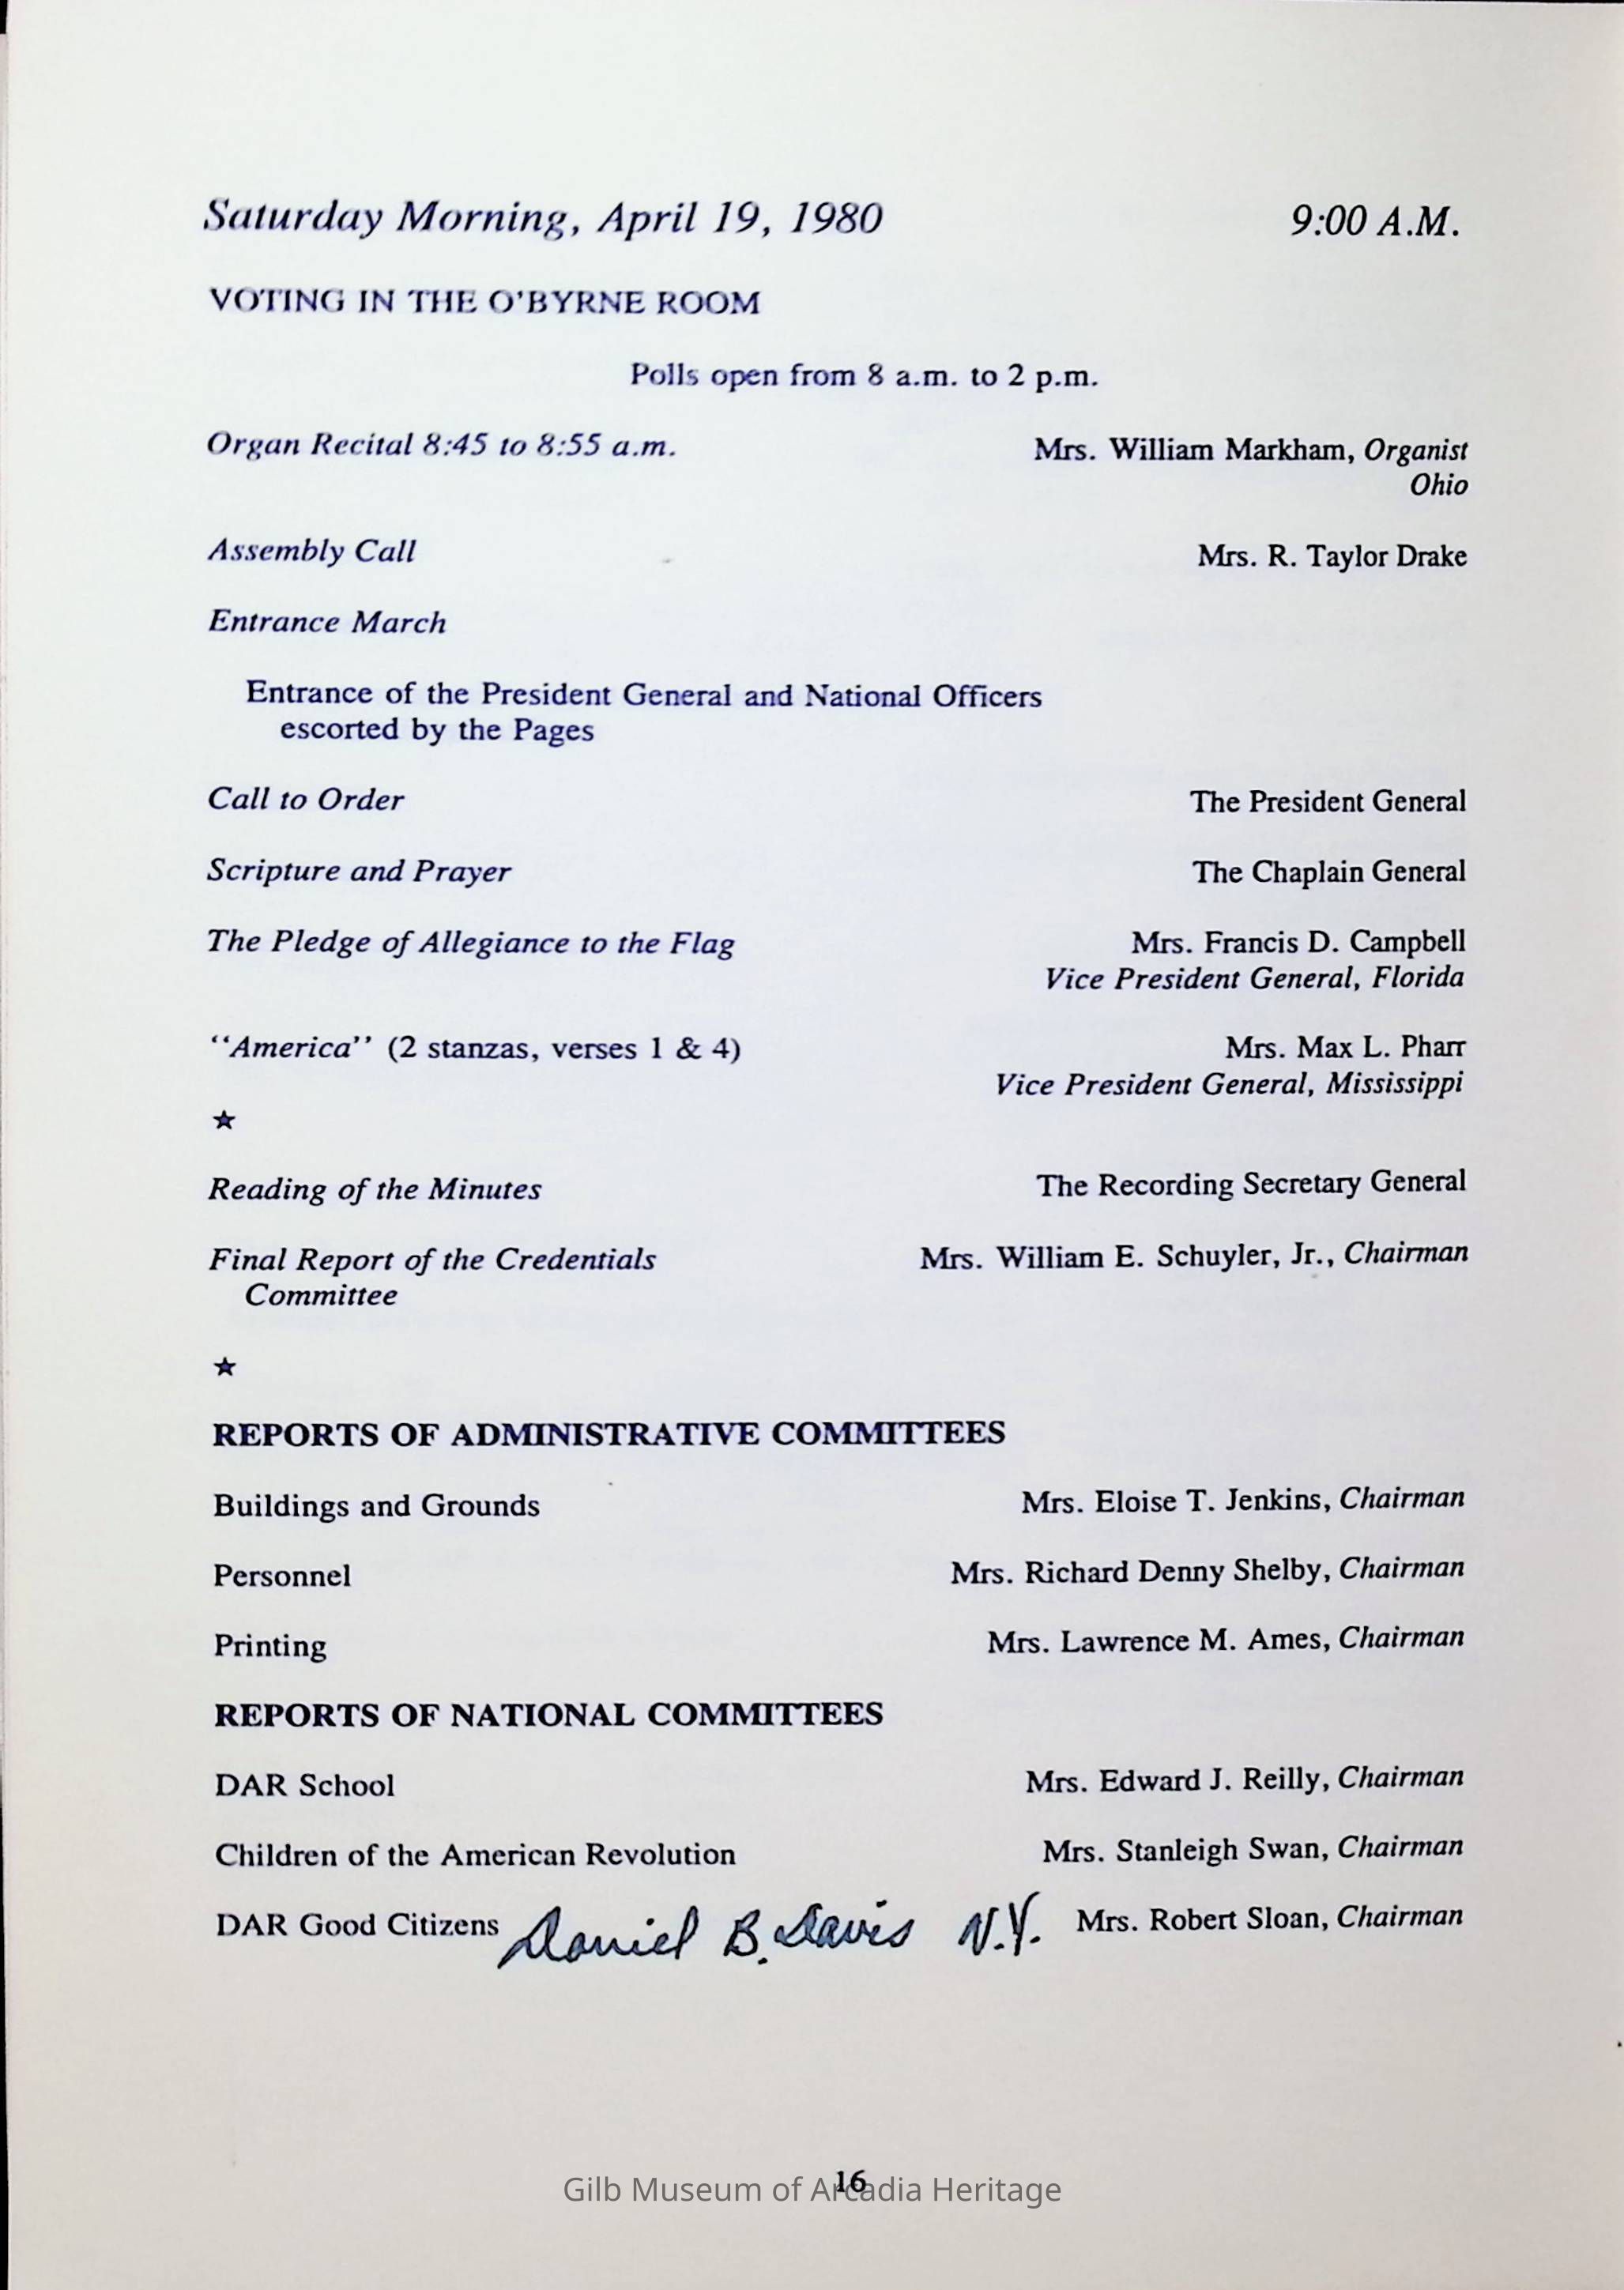 Saturday Morning, April 19, 1980 9:00 A.M.
VOTING IN THE O'BYRNE ROOM
Polls open from 8 a.m. to 2 p.m.
Organ Recital 8:45 to 8:55 a.m. Mrs. William Markham, Organist
Ohio
Assembly Call Mrs. R. Taylor Drake
Entrance March
Entrance of the President General and National Officers
escorted by the Pages
Call to Order The President General
Scripture and Prayer The Chaplain General
The Pledge of Allegiance to the Flag Mrs. Francis D. Campbell
Vice President General, Florida
"America" (2 stanzas, verses 1 & 4) Mrs. Max L. Pharr
Vice President General, Mississippi
★
Reading of the Minutes The Recording Secretary General
Final Report of the Credentials Mrs. William E. Schuyler, Jr., Chairman
Committee
★
REPORTS OF ADMINISTRATIVE COMMITTEES
Buildings and Grounds Mrs. Eloise T. Jenkins, Chairman
Personnel Mrs. Richard Denny Shelby, Chairman
Printing Mrs. Lawrence M. Ames, Chairman
REPORTS OF NATIONAL COMMITTEES
DAR School Mrs. Edward J. Reilly, Chairman
Children of the American Revolution Mrs. Stanleigh Swan, Chairman
DAR Good Citizens Daniel B. Davis N.Y. Mrs. Robert Sloan, Chairman
16
Gilb Museum of Arcadia Heritage